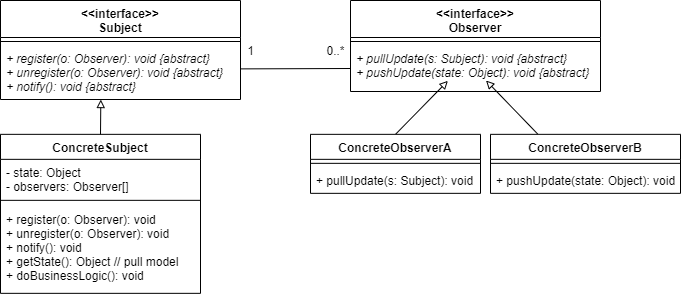 <<interface>>
Subject
+ register(o: Observer): void {abstract}
+ unregister(o: Observer): void {abstract}
+ notify(): void {abstract}
1
0..*
<<interface>>
Observer
+ pullUpdate(s: Subject): void {abstract}
+ pushUpdate(state: Object): void {abstract}
ConcreteSubject
- state: Object
- observers: Observer[]
+ register(o: Observer): void
+ unregister(o: Observer): void
+ notify(): void
+ getState(): Object // pull model
+ doBusinessLogic(): void
ConcreteObserverA
+ pullUpdate(s: Subject): void
ConcreteObserverB
+ pushUpdate(state: Object): void